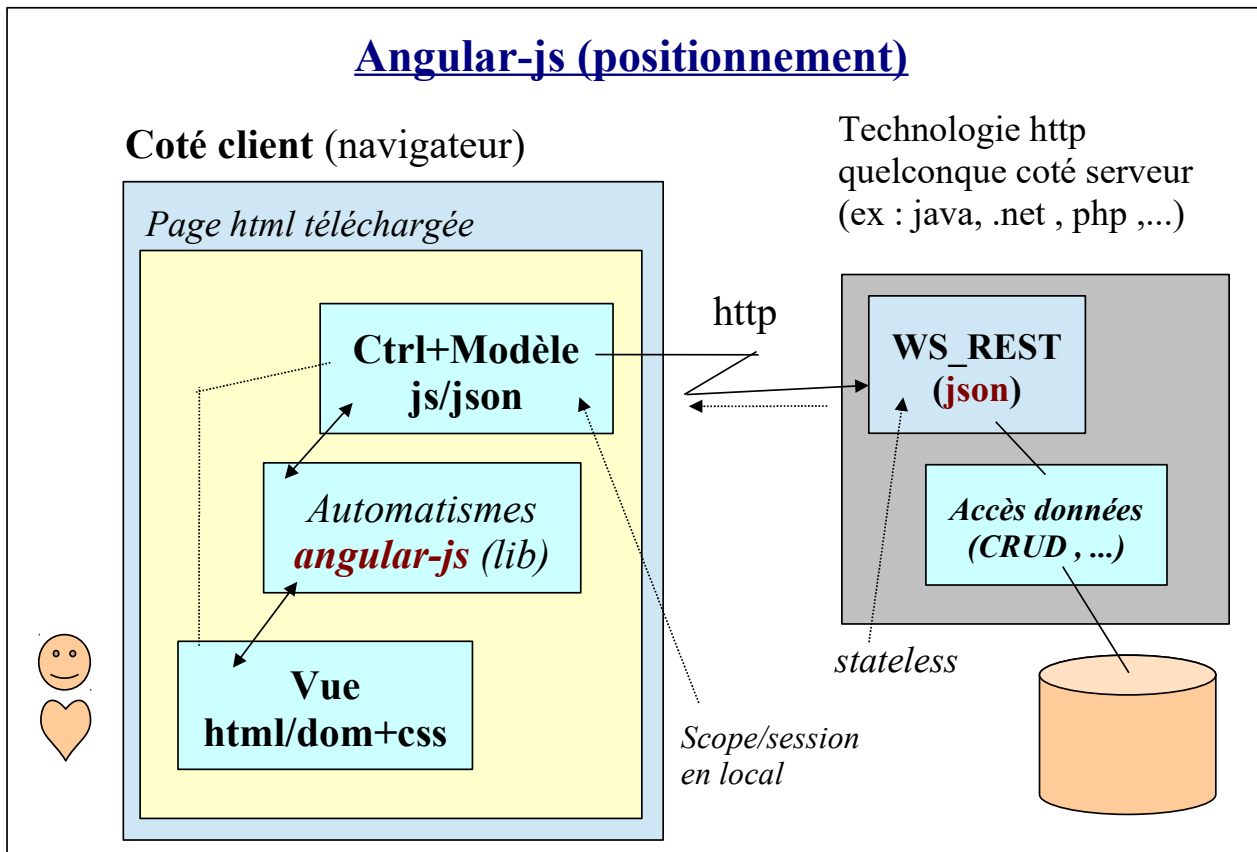 Angular-js (positionnement)
Coté client (navigateur)
Technologie http
quelconque coté serveur
(ex : java, .net , php ,...)
Page html téléchargée
Ctrl+Modèle
js/json
http
WS_REST
(json)
Automatismes
angular-js (lib)
Accès données
(CRUD , ...)
Vue
html/dom+css
stateless
Scope/session
en local